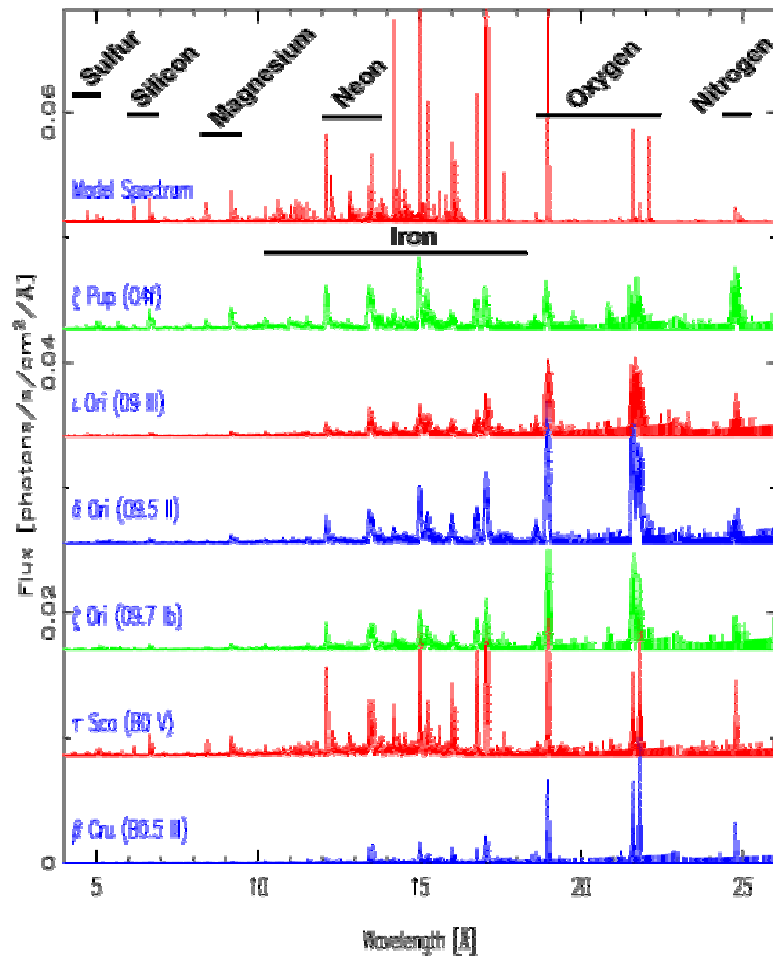 Sulfur
Silicon
Magnesium
Neon
Oxygen
Nitrogen
Model Spectrum
Iron
ζ Pup (O4f)
ι Ori (O9 III)
δ Ori (O9.5 II)
ζ Ori (O9.7 Ib)
τ Sco (B0 V)
β Cru (B0.5 III)
Flux [photons/s/cm²/Å]
0
0.02
0.04
0.06
5
10
15
20
25
Wavelength [Å]